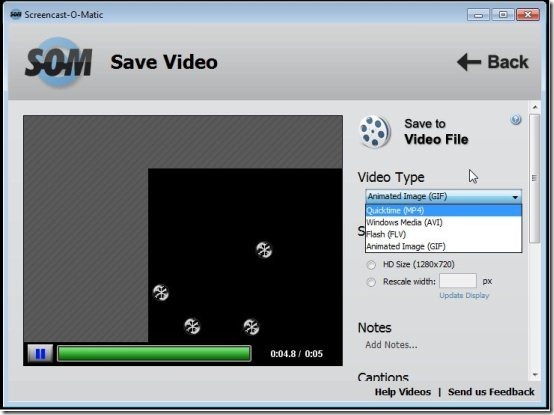 Screencast-O-Matic
SOM
Save Video
Back
Save to
Video File
Video Type
Animated Image (GIF)
Quicktime (MP4)
Windows Media (AVI)
Flash (FLV)
Animated Image (GIF)
S
HD Size (1280x720)
Rescale width: px
Update Display
Notes
Add Notes...
Captions
0:04.8 / 0:05
Help Videos | Send us Feedback